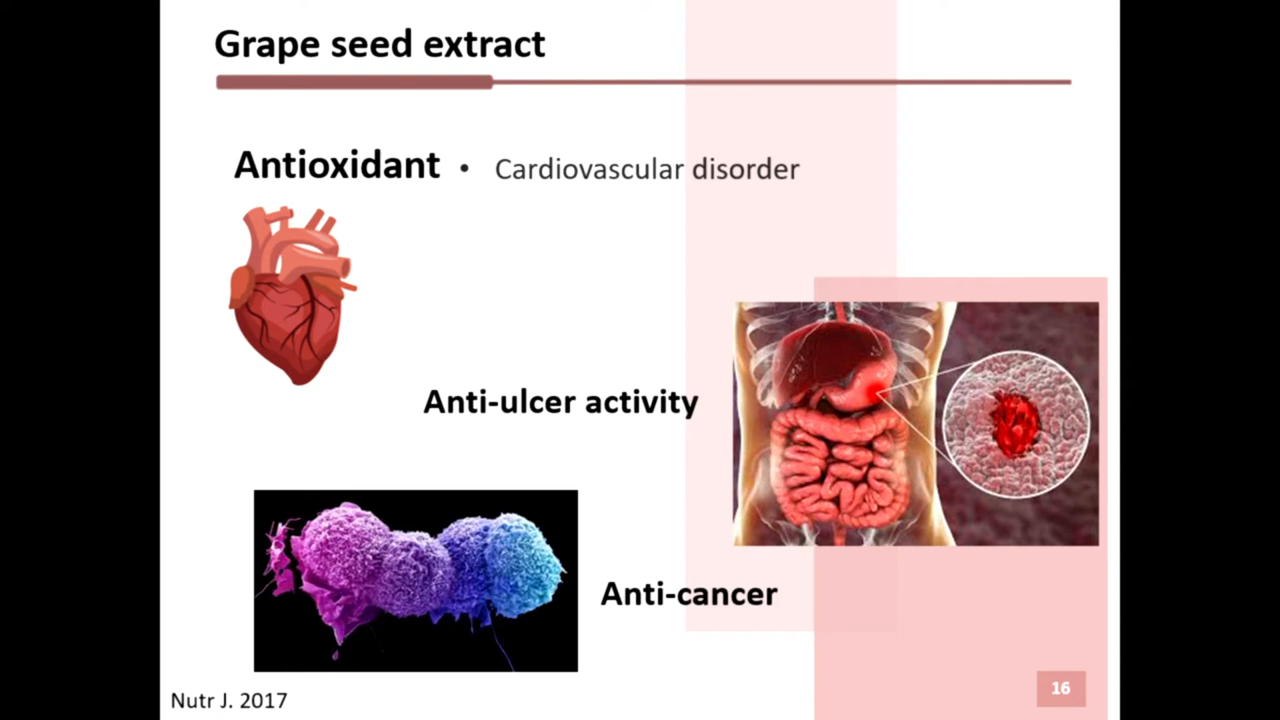 Grape seed extract
Antioxidant • Cardiovascular disorder
Anti-ulcer activity
Anti-cancer
Nutr J. 2017
16